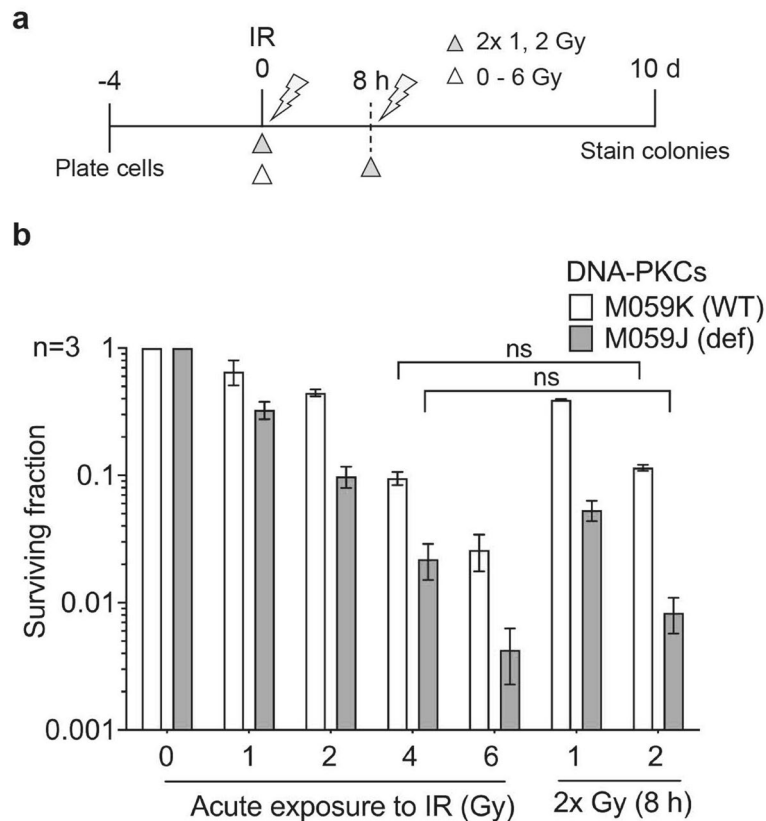 a
IR
0
-4
8 h
10 d
2x 1, 2 Gy
0 - 6 Gy
Plate cells
Stain colonies
b
DNA-PKCs
M059K (WT)
M059J (def)
n=3
ns
ns
1
0.1
0.01
0.001
Surviving fraction
0 1 2 4 6 1 2
Acute exposure to IR (Gy)
2x Gy (8 h)